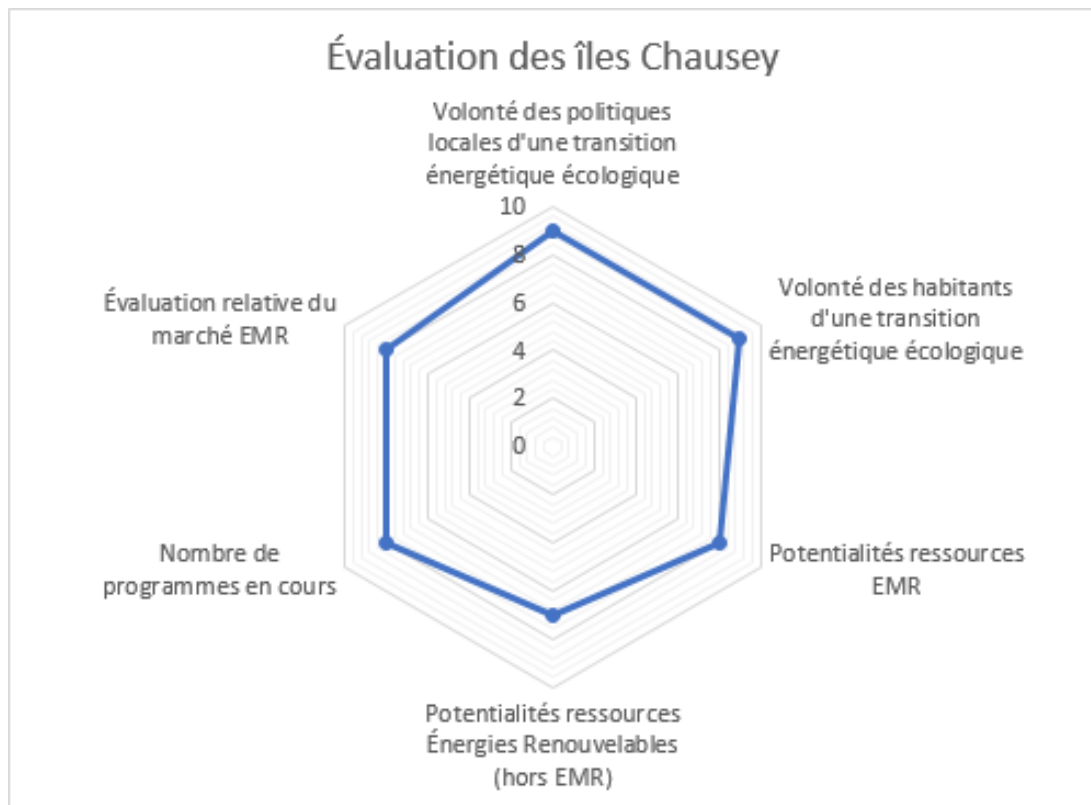 Évaluation des îles Chausey
Volonté des politiques
locales d'une transition
énergétique écologique
10
8
6
4
2
0
Volonté des habitants
d'une transition
énergétique écologique
Potentialités ressources
EMR
Potentialités ressources
Énergies Renouvelables
(hors EMR)
Nombre de
programmes en cours
Évaluation relative du
marché EMR